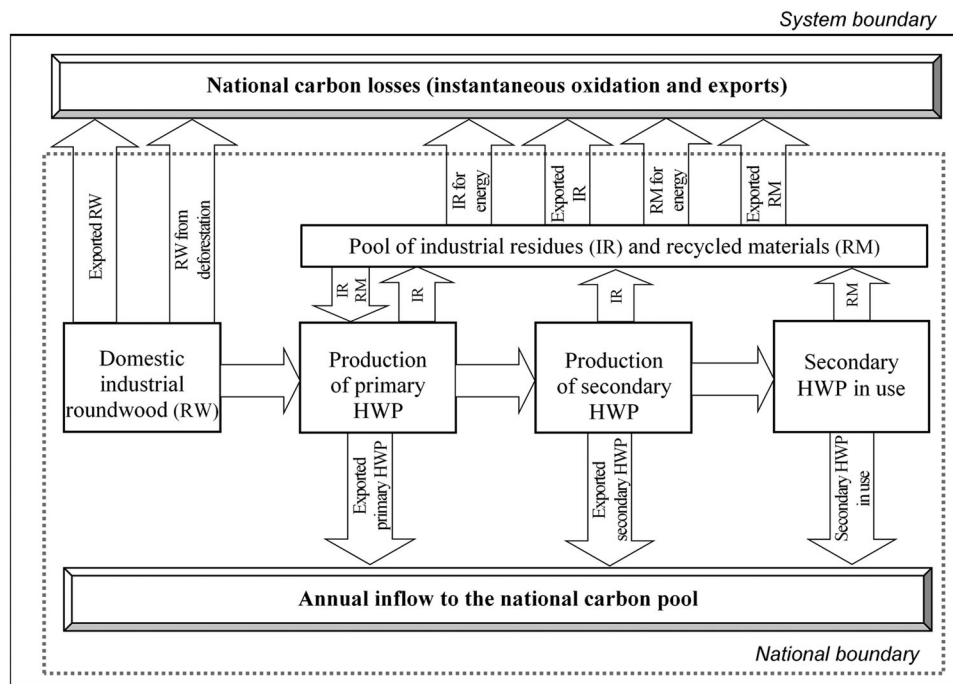 System boundary
National carbon losses (instantaneous oxidation and exports)
Exported RW
RW from
deforestation
IR for
energy
Exported
IR
RM for
energy
Exported
RM
Pool of industrial residues (IR) and recycled materials (RM)
IR
RM
IR
IR
RM
Domestic
industrial
roundwood (RW)
Production
of primary
HWP
Production
of secondary
HWP
Secondary
HWP in use
Exported
primary HWP
Exported
secondary HWP
Secondary HWP
in use
Annual inflow to the national carbon pool
National boundary